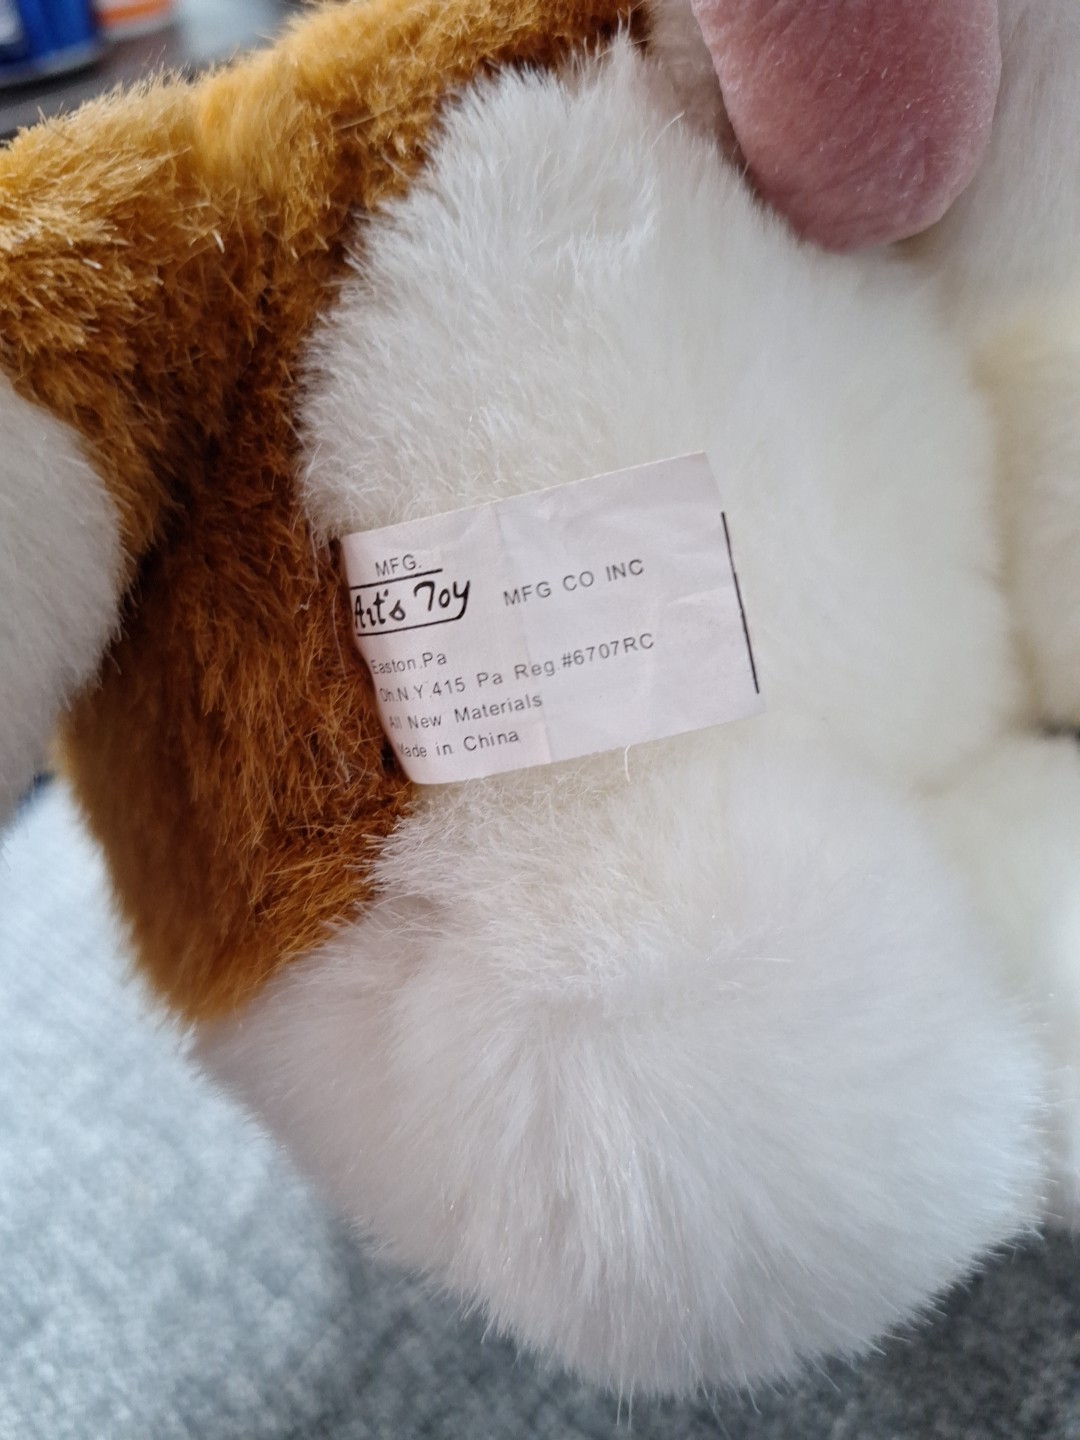 MFG.
Art's Toy MFG CO INC
Easton.Pa
Oh.N.Y.415 Pa Reg.#6707RC
All New Materials
Made in China